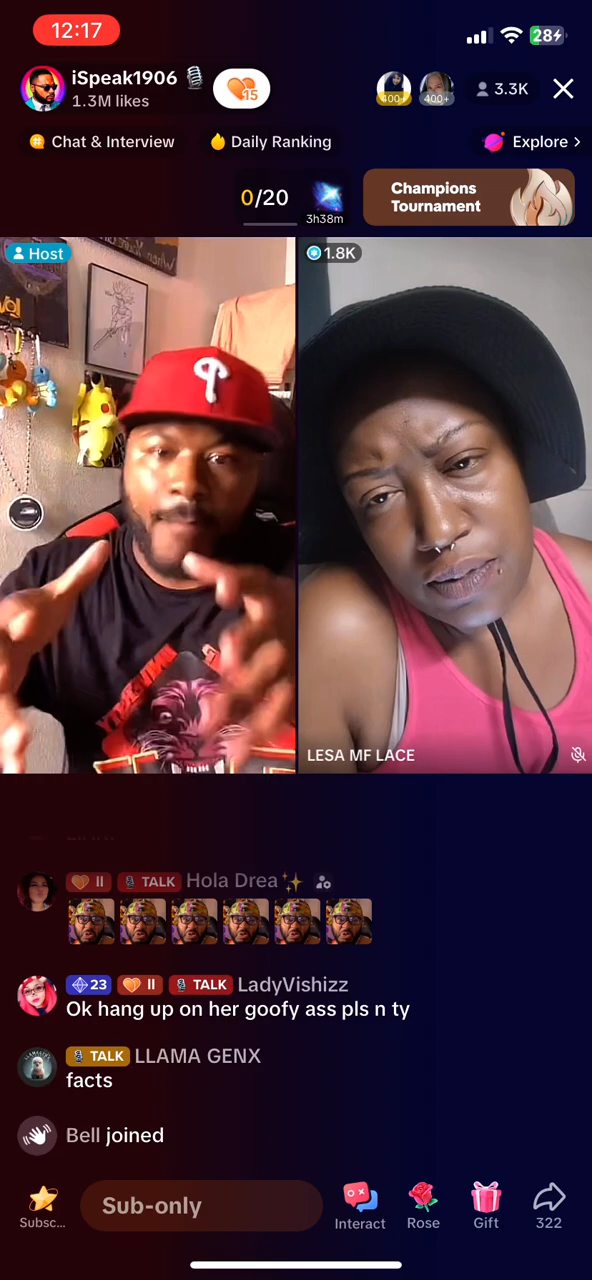 12:17
28
iSpeak1906
1.3M likes
15
400+
400+
3.3K
Chat & Interview
Daily Ranking
Explore >
0/20
3h38m
Champions
Tournament
Host
1.8K
LESA MF LACE
II TALK Hola Drea
23 II TALK LadyVishizz
Ok hang up on her goofy ass pls n ty
TALK LLAMA GENX
facts
Bell joined
Subsc...
Sub-only
Interact
Rose
Gift
322